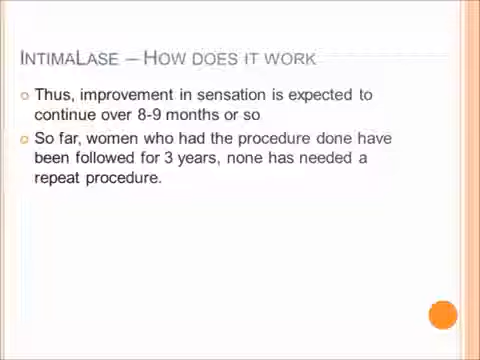 INTIMALASE – HOW DOES IT WORK
Thus, improvement in sensation is expected to
continue over 8-9 months or so
So far, women who had the procedure done have
been followed for 3 years, none has needed a
repeat procedure.